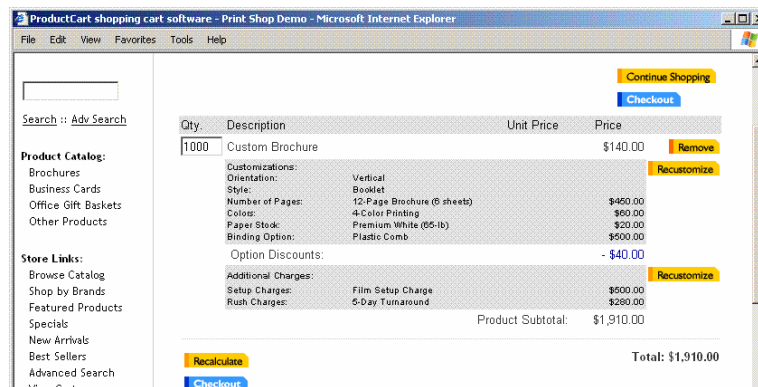 ProductCart shopping cart software - Print Shop Demo - Microsoft Internet Explorer
File Edit View Favorites Tools Help
Search :: Adv Search
Product Catalog:
Brochures
Business Cards
Office Gift Baskets
Other Products
Store Links:
Browse Catalog
Shop by Brands
Featured Products
Specials
New Arrivals
Best Sellers
Advanced Search
Continue Shopping
Checkout
Qty. Description Unit Price Price
1000 Custom Brochure $140.00 Remove
Customizations: Recustomize
Orientation: Vertical
Style: Booklet
Number of Pages: 12-Page Brochure (6 sheets) $450.00
Colors: 4-Color Printing $60.00
Paper Stock: Premium White (65-lb) $20.00
Binding Option: Plastic Comb $500.00
Option Discounts: - $40.00
Additional Charges: Recustomize
Setup Charges: Film Setup Charge $500.00
Rush Charges: 5-Day Turnaround $280.00
Product Subtotal: $1,910.00
Total: $1,910.00
Recalculate
Checkout